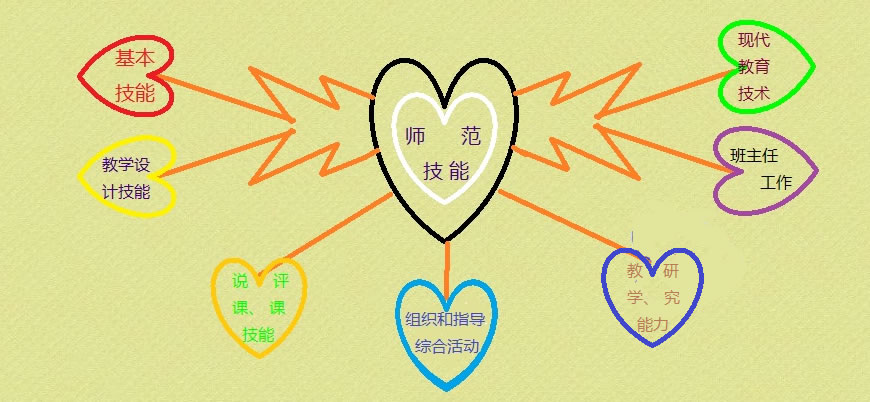 基本
技能
教学设
计技能
师 范
技能
现代
教育
技术
班主任
工作
说 评
课、课
技能
组织和指导
综合活动
教 研
学、究
能力